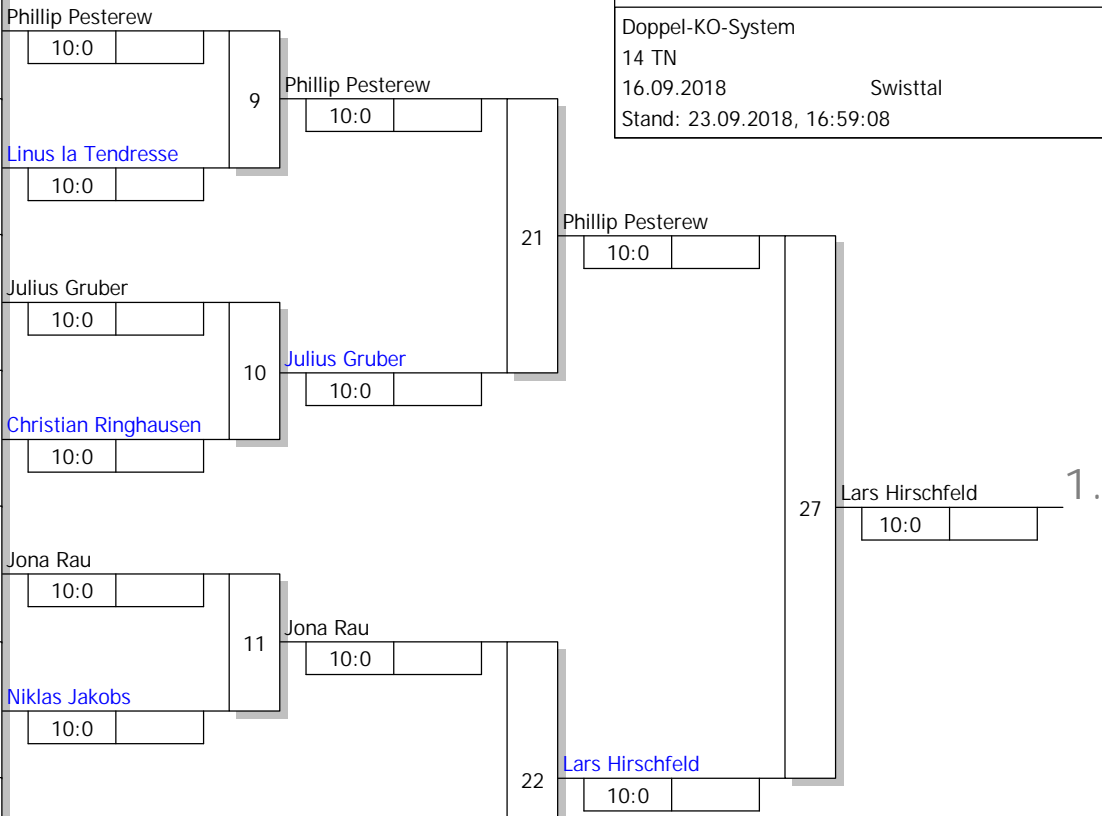 Phillip Pesterew
10:0
Linus la Tendresse
10:0
9
Julius Gruber
10:0
Christian Ringhausen
10:0
10
Jona Rau
10:0
Niklas Jakobs
10:0
11
Phillip Pesterew
10:0
Julius Gruber
10:0
21
Jona Rau
10:0
22
Phillip Pesterew
10:0
Lars Hirschfeld
10:0
27
Lars Hirschfeld
10:0
1.
Doppel-KO-System
14 TN
16.09.2018 Swisttal
Stand: 23.09.2018, 16:59:08